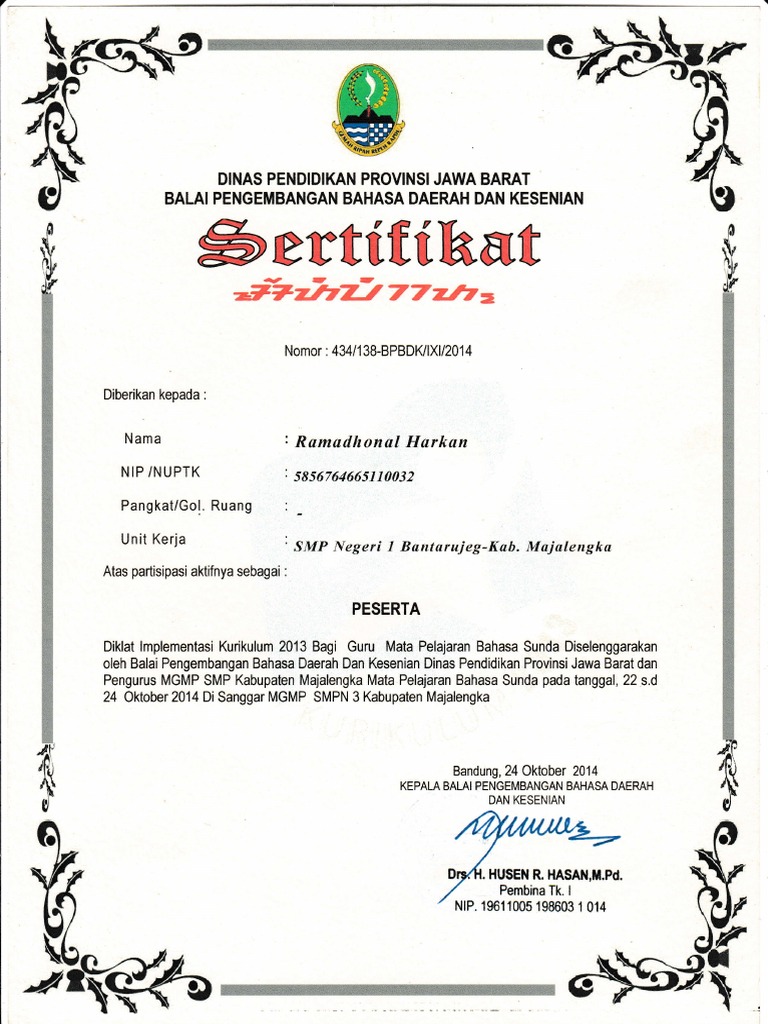 GEMAH RIPAH REPEH RAPIH
DINAS PENDIDIKAN PROVINSI JAWA BARAT
BALAI PENGEMBANGAN BAHASA DAERAH DAN KESENIAN
Sertifikat
Nomor : 434/138-BPBDK/IXI/2014
Diberikan kepada :
Nama : Ramadhonal Harkan
NIP /NUPTK : 5856764665110032
Pangkat/Gol. Ruang : -
Unit Kerja : SMP Negeri 1 Bantarujeg-Kab. Majalengka
Atas partisipasi aktifnya sebagai :
PESERTA
Diklat Implementasi Kurikulum 2013 Bagi Guru Mata Pelajaran Bahasa Sunda Diselenggarakan
oleh Balai Pengembangan Bahasa Daerah Dan Kesenian Dinas Pendidikan Provinsi Jawa Barat dan
Pengurus MGMP SMP Kabupaten Majalengka Mata Pelajaran Bahasa Sunda pada tanggal, 22 s.d
24 Oktober 2014 Di Sanggar MGMP SMPN 3 Kabupaten Majalengka
Bandung, 24 Oktober 2014
KEPALA BALAI PENGEMBANGAN BAHASA DAERAH
DAN KESENIAN
Drs. H. HUSEN R. HASAN,M.Pd.
Pembina Tk. I
NIP. 19611005 198603 1 014